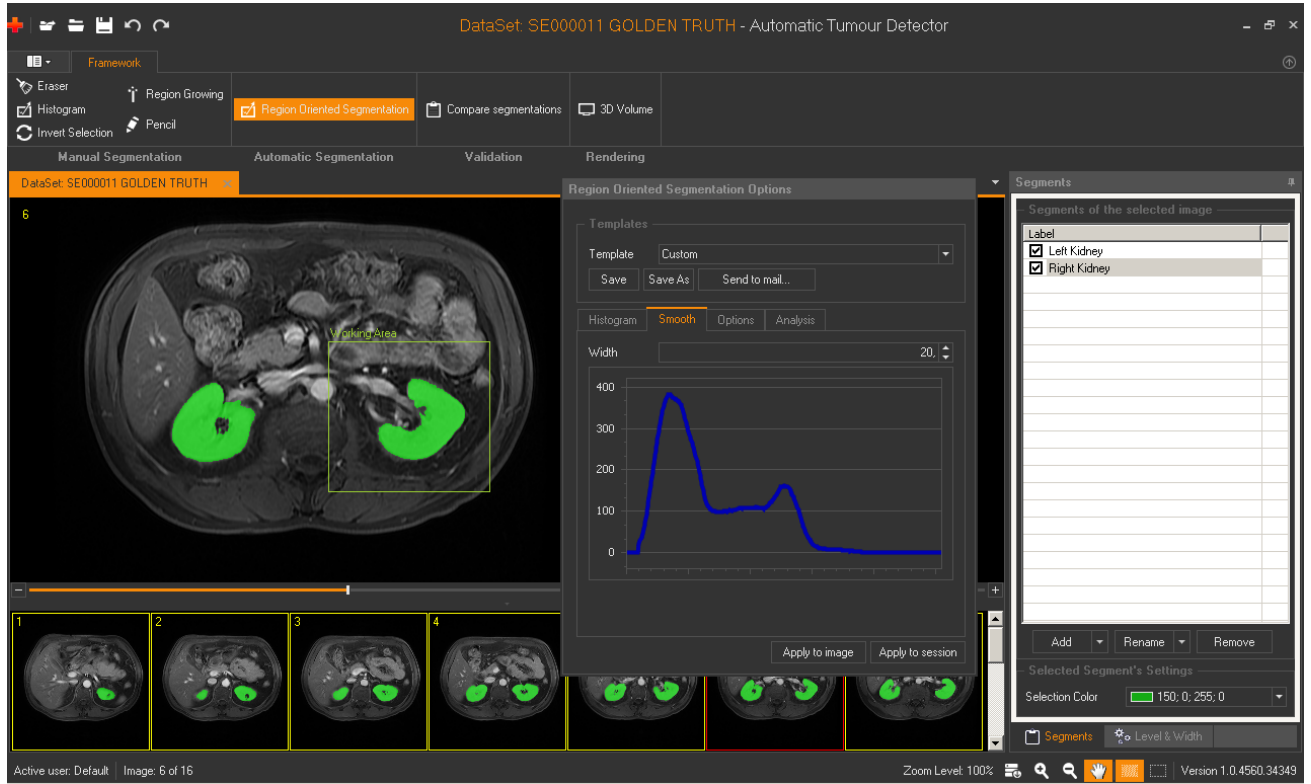 DataSet: SE000011 GOLDEN TRUTH - Automatic Tumour Detector
Framework
Eraser
Region Growing
Histogram
Region Oriented Segmentation
Compare segmentations
3D Volume
Pencil
Invert Selection
Manual Segmentation
Automatic Segmentation
Validation
Rendering
DataSet: SE000011 GOLDEN TRUTH
6
Working Area
Region Oriented Segmentation Options
Templates
Template Custom
Save Save As Send to mail...
Histogram Smooth Options Analysis
Width 20,
400
300
200
100
0
Apply to image Apply to session
1 2 3 4
Segments
Segments of the selected image
Label
Left Kidney
Right Kidney
Add Rename Remove
Selected Segment's Settings
Selection Color 150; 0; 255; 0
Segments Level & Width
Active user: Default Image: 6 of 16 Zoom Level: 100% Version 1.0.4560.34349